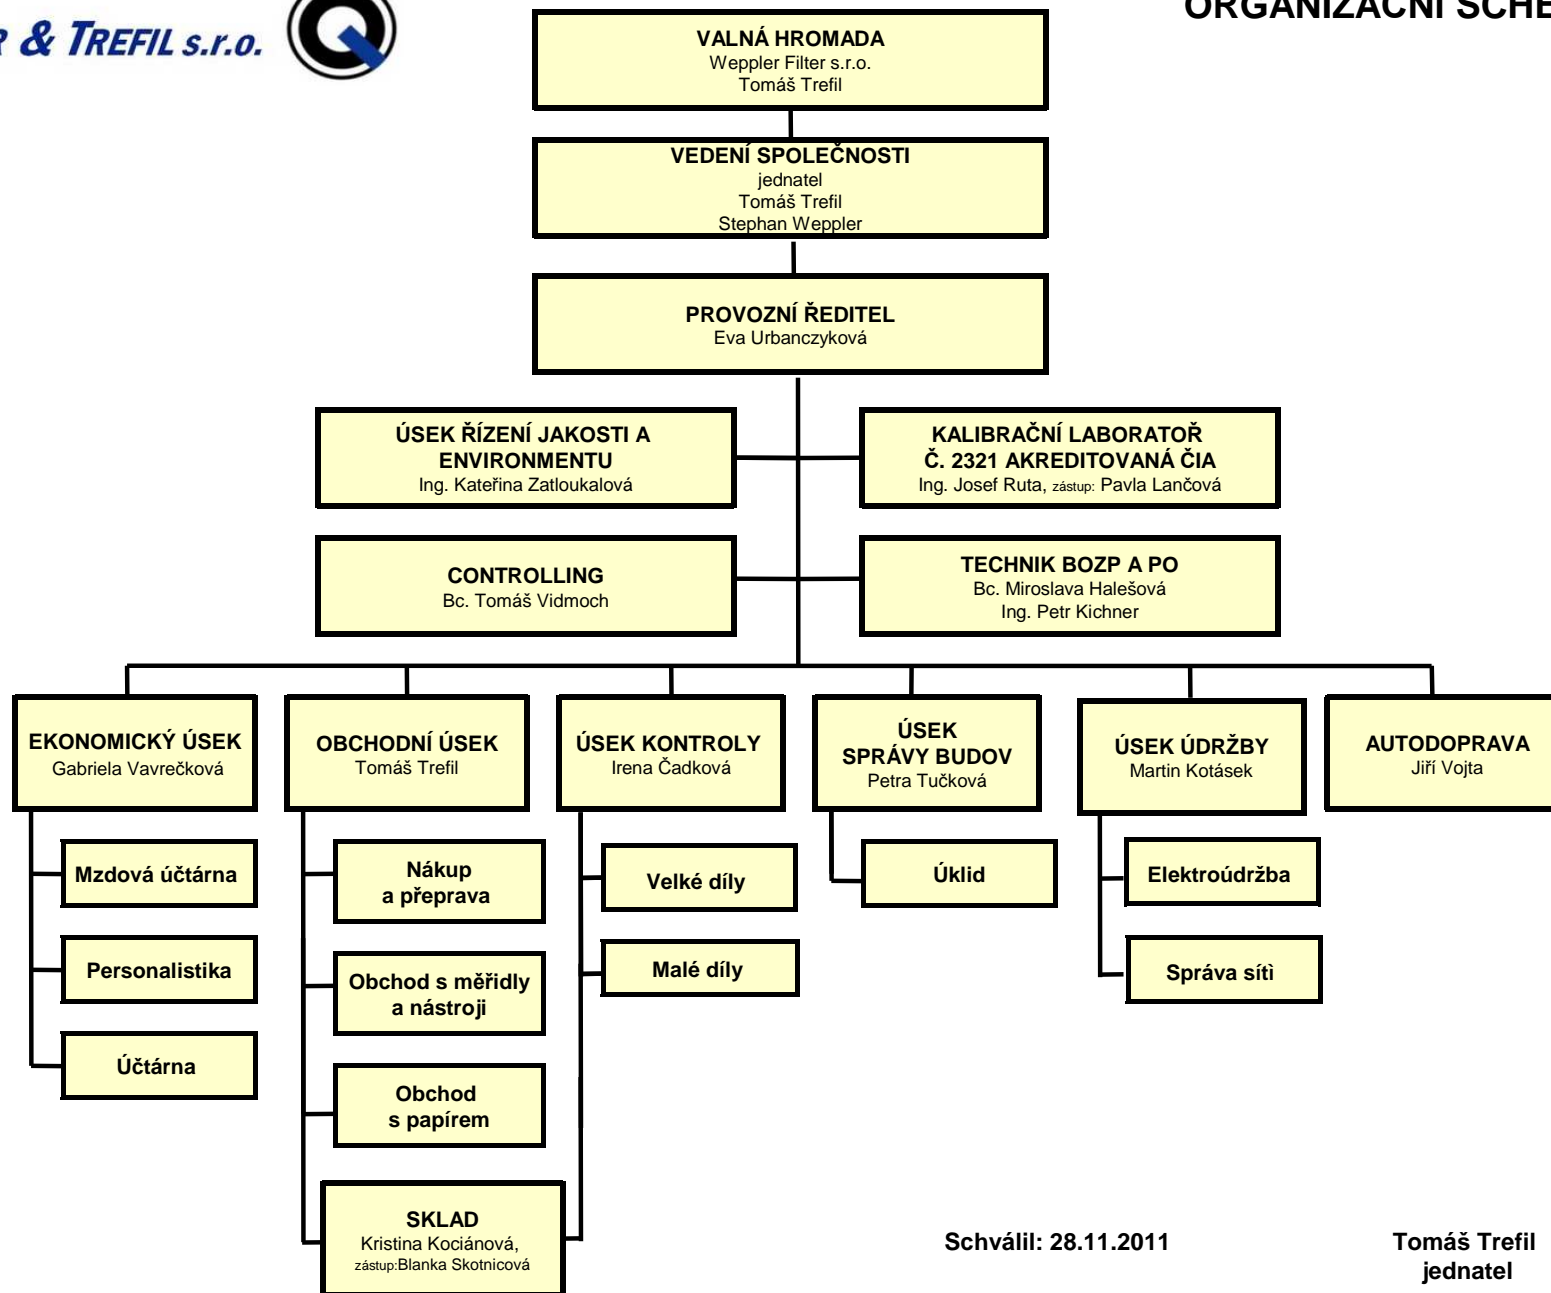 & TREFIL s.r.o.
VALNÁ HROMADA
Weppler Filter s.r.o.
Tomáš Trefil
VEDENÍ SPOLEČNOSTI
jednatel
Tomáš Trefil
Stephan Weppler
PROVOZNÍ ŘEDITEL
Eva Urbanczyková
ÚSEK ŘÍZENÍ JAKOSTI A
ENVIRONMENTU
Ing. Kateřina Zatloukalová
KALIBRAČNÍ LABORATOŘ
Č. 2321 AKREDITOVANÁ ČIA
Ing. Josef Ruta, zástup: Pavla Lančová
CONTROLLING
Bc. Tomáš Vidmoch
TECHNIK BOZP A PO
Bc. Miroslava Halešová
Ing. Petr Kichner
EKONOMICKÝ ÚSEK
Gabriela Vavrečková
OBCHODNÍ ÚSEK
Tomáš Trefil
ÚSEK KONTROLY
Irena Čadková
ÚSEK
SPRÁVY BUDOV
Petra Tučková
ÚSEK ÚDRŽBY
Martin Kotásek
AUTODOPRAVA
Jiří Vojta
Mzdová účtárna
Personalistika
Účtárna
Nákup
a přeprava
Obchod s měřidly
a nástroji
Obchod
s papírem
SKLAD
Kristina Kociánová,
zástup:Blanka Skotnicová
Velké díly
Malé díly
Úklid
Elektroúdržba
Správa sítì
Schválil: 28.11.2011
Tomáš Trefil
jednatel